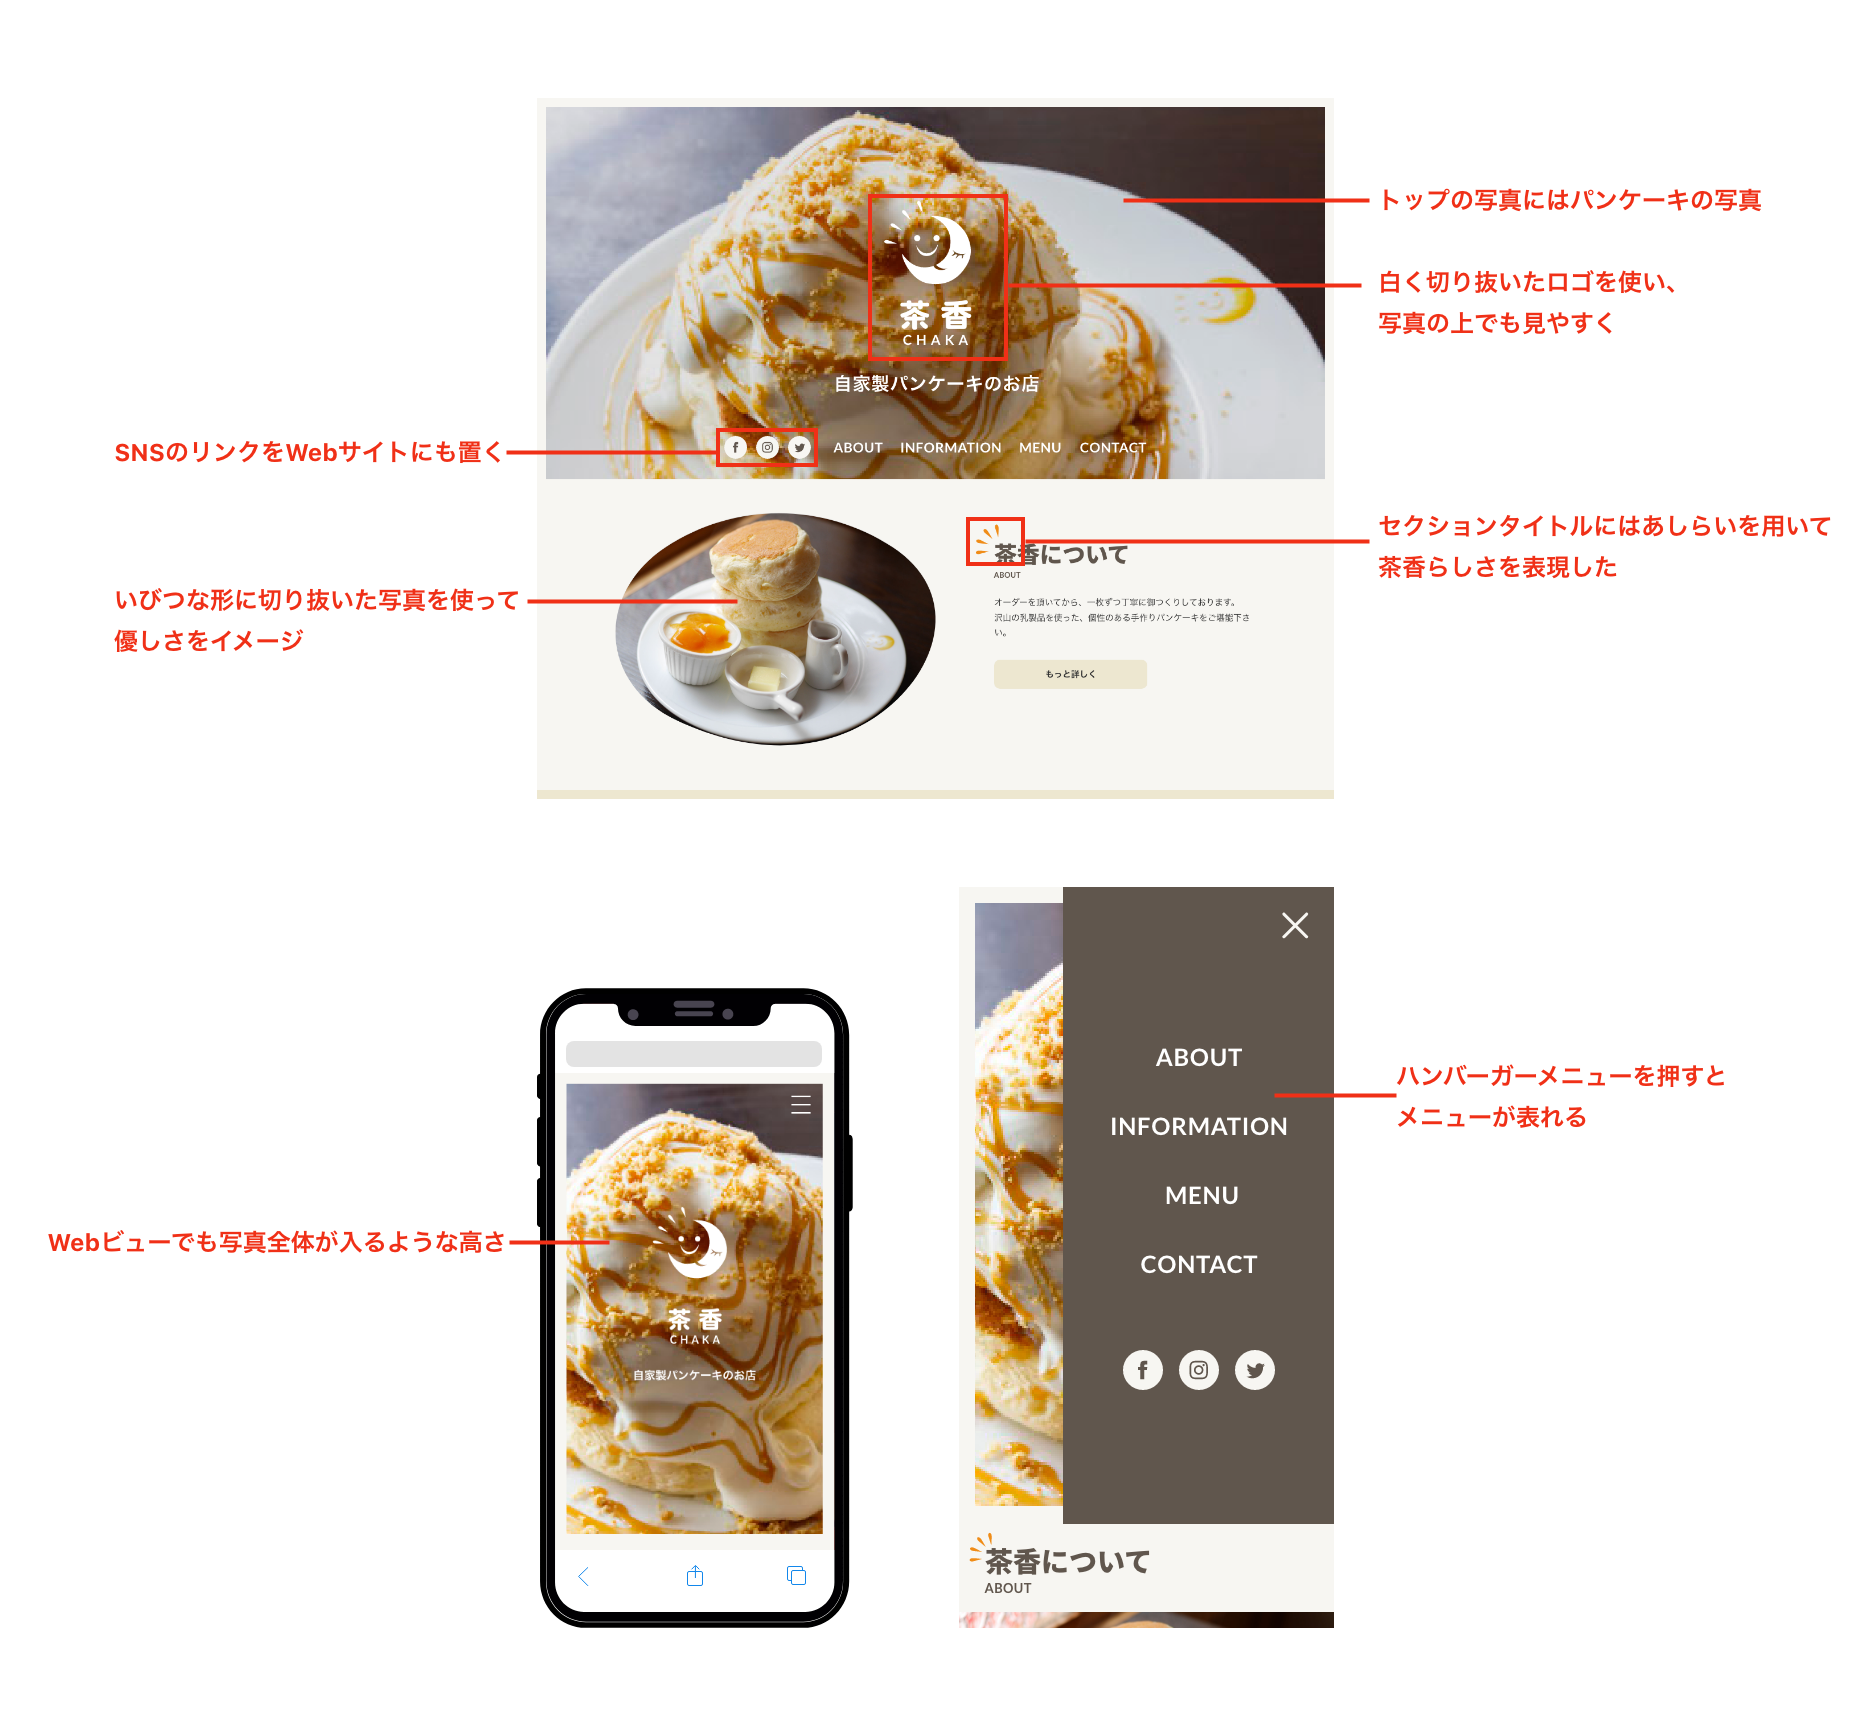 トップの写真にはパンケーキの写真
白く切り抜いたロゴを使い、
写真の上でも見やすく
茶香
CHAKA
自家製パンケーキのお店
SNSのリンクをWebサイトにも置く
ABOUT INFORMATION MENU CONTACT
セクションタイトルにはあしらいを用いて
茶香らしさを表現した
茶香について
ABOUT
いびつな形に切り抜いた写真を使って
優しさをイメージ
オーダーを頂いてから、一枚ずつ丁寧に御つくりしております。
沢山の乳製品を使った、個性のある手作りパンケーキをご堪能下さ
い。
もっと詳しく
Webビューでも写真全体が入るような高さ
茶香
CHAKA
自家製パンケーキのお店
ABOUT
INFORMATION
MENU
CONTACT
ハンバーガーメニューを押すと
メニューが表れる
茶香について
ABOUT